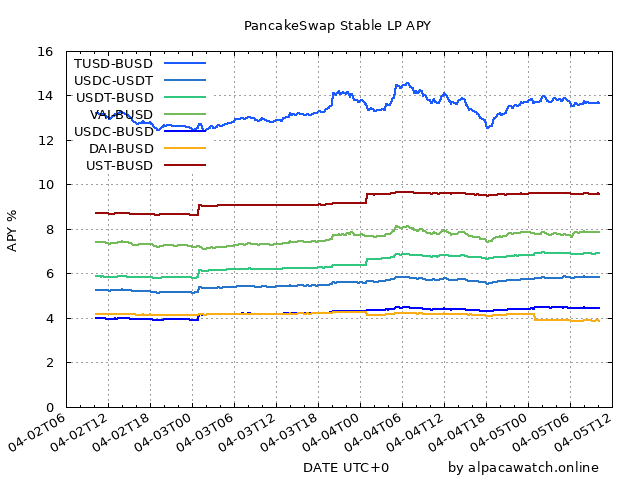 PancakeSwap Stable LP APY
APY %
16
14
12
10
8
6
4
2
0
TUSD-BUSD
USDC-USDT
USDT-BUSD
VAI-BUSD
USDC-BUSD
DAI-BUSD
UST-BUSD
04-02T06
04-02T12
04-02T18
04-03T00
04-03T06
04-03T12
04-03T18
04-04T00
04-04T06
04-04T12
04-04T18
04-05T00
04-05T06
04-05T12
DATE UTC+0
by alpacawatch.online